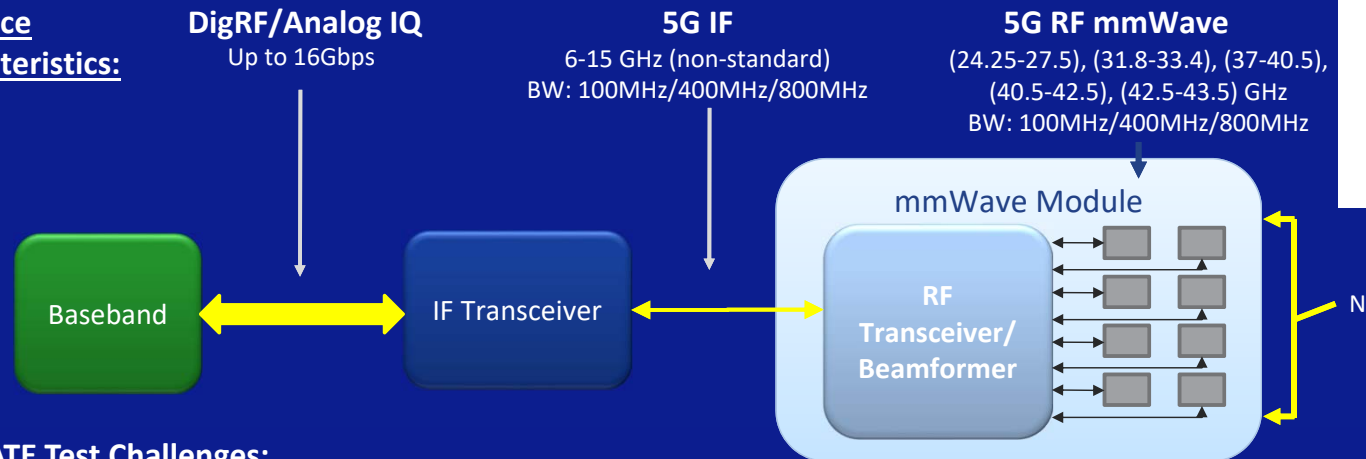 ce
teristics:
DigRF/Analog IQ
Up to 16Gbps
5G IF
6-15 GHz (non-standard)
BW: 100MHz/400MHz/800MHz
5G RF mmWave
(24.25-27.5), (31.8-33.4), (37-40.5),
(40.5-42.5), (42.5-43.5) GHz
BW: 100MHz/400MHz/800MHz
mmWave Module
Baseband
IF Transceiver
RF
Transceiver/
Beamformer
N
ATE Test Challenges: